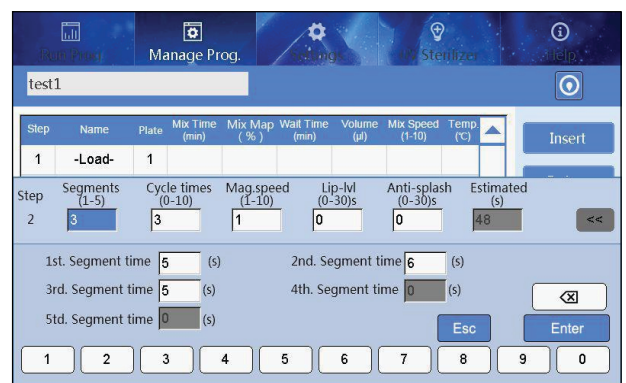 Manage Prog.
Help
test1
Step Name Plate Mix Time (min) Mix Map ( % ) Wait Time (min) Volume (µl) Mix Speed (1-10) Temp. (℃)
Insert
1 -Load- 1
Step Segments (1-5) Cycle times (0-10) Mag.speed (1-10) Lip-lvl (0-30)s Anti-splash (0-30)s Estimated (s)
2 3 3 1 0 0 48 <<
1st. Segment time 5 (s) 2nd. Segment time 6 (s)
3rd. Segment time 5 (s) 4th. Segment time 0 (s)
5td. Segment time 0 (s)
Esc Enter
1 2 3 4 5 6 7 8 9 0